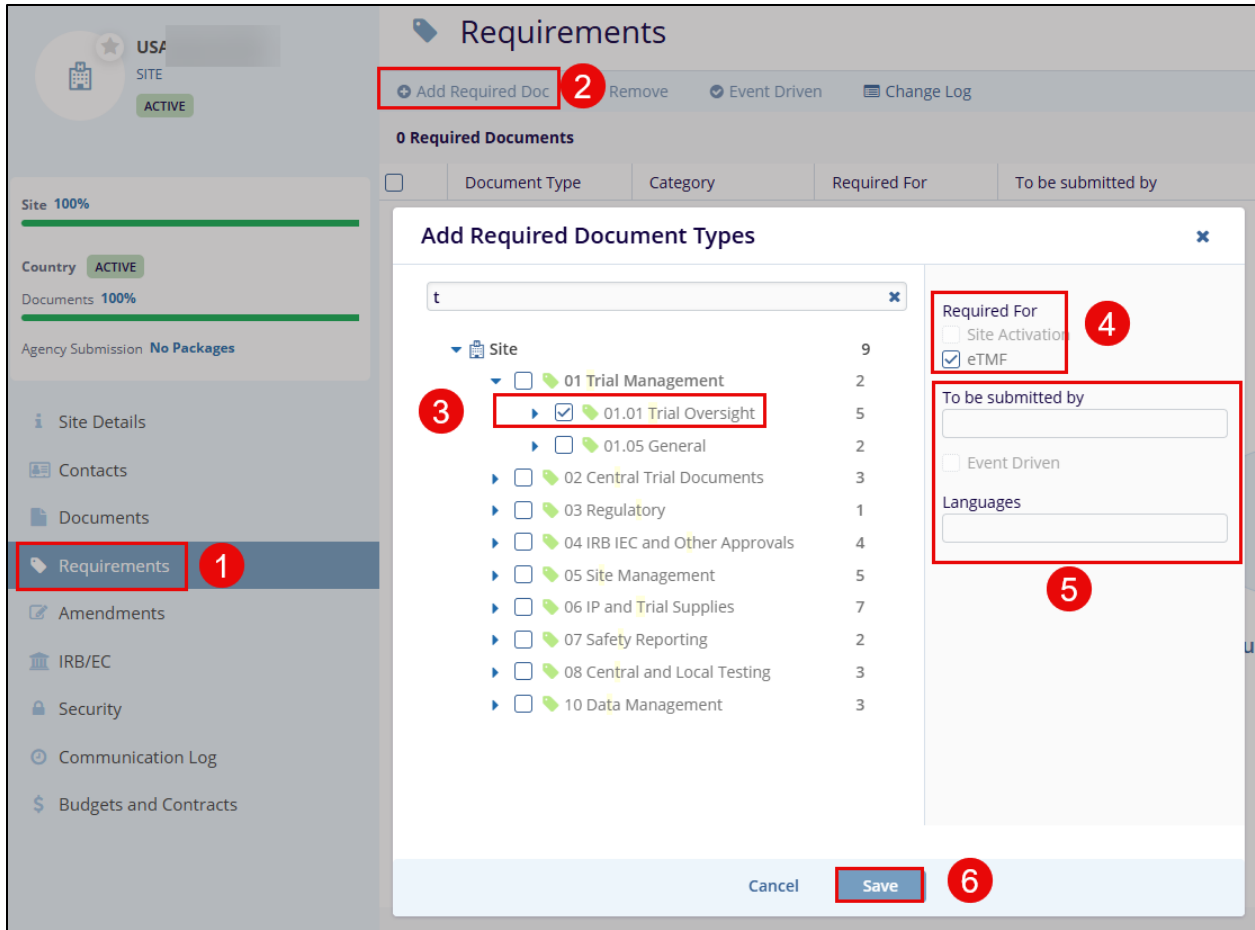 USA
SITE
ACTIVE
Site 100%
Country ACTIVE
Documents 100%
Agency Submission No Packages
Site Details
Contacts
Documents
Requirements 1
Amendments
IRB/EC
Security
Communication Log
Budgets and Contracts
Requirements
Add Required Doc 2 Remove Event Driven Change Log
0 Required Documents
Document Type Category Required For To be submitted by
Add Required Document Types
t
Site 9
01 Trial Management 2
3 01.01 Trial Oversight 5
01.05 General 2
02 Central Trial Documents 3
03 Regulatory 1
04 IRB IEC and Other Approvals 4
05 Site Management 5
06 IP and Trial Supplies 7
07 Safety Reporting 2
08 Central and Local Testing 3
10 Data Management 3
Required For
Site Activation
eTMF
4
To be submitted by
Event Driven
Languages
5
Cancel Save 6